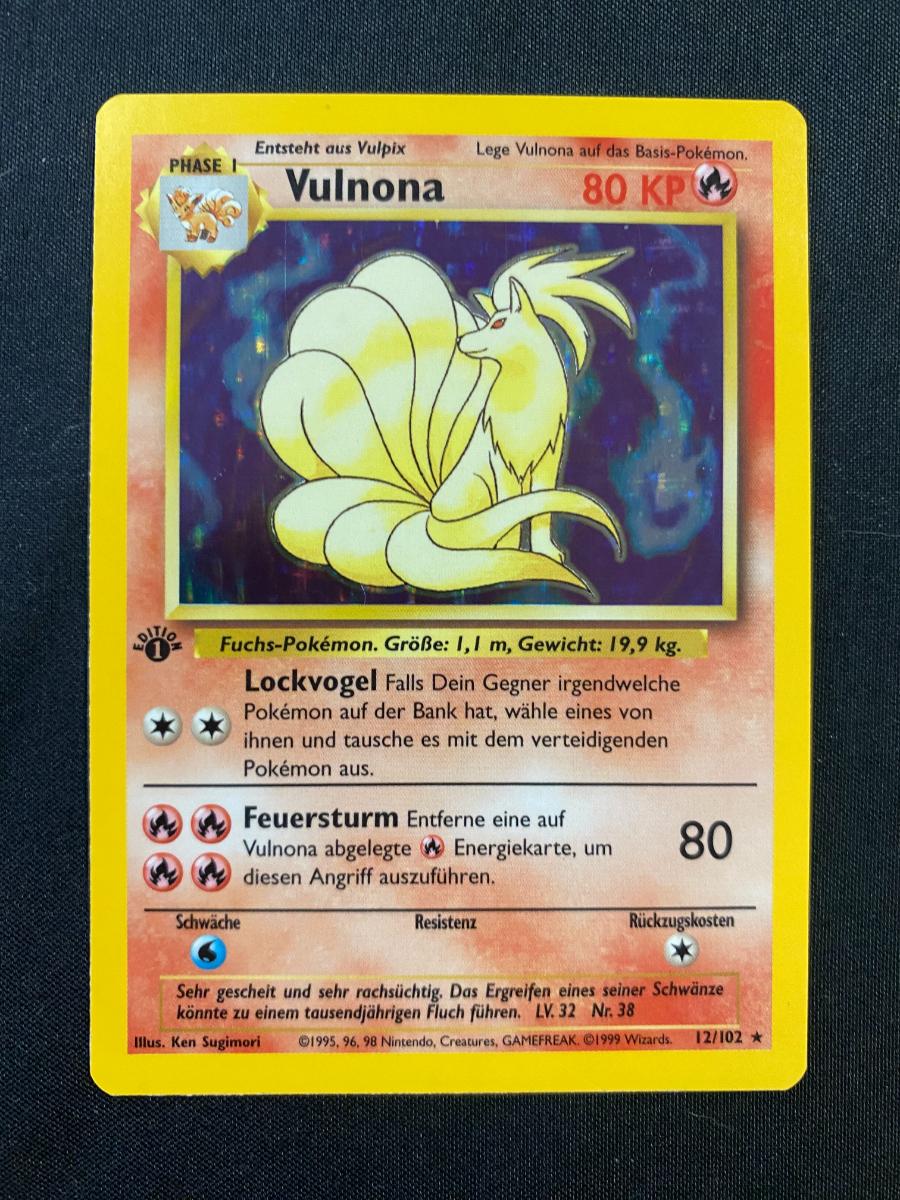 Entsteht aus Vulpix
Lege Vulnona auf das Basis-Pokémon.
PHASE 1
Vulnona
80 KP
EDITION
1
Fuchs-Pokémon. Größe: 1,1 m, Gewicht: 19,9 kg.
Lockvogel Falls Dein Gegner irgendwelche
Pokémon auf der Bank hat, wähle eines von
ihnen und tausche es mit dem verteidigenden
Pokémon aus.
Feuersturm Entferne eine auf
Vulnona abgelegte Energiekarte, um
diesen Angriff auszuführen.
80
Schwäche
Resistenz
Rückzugskosten
Sehr gescheit und sehr rachsüchtig. Das Ergreifen eines seiner Schwänze
könnte zu einem tausendjährigen Fluch führen. LV. 32 Nr. 38
Illus. Ken Sugimori
©1995, 96, 98 Nintendo, Creatures, GAMEFREAK. ©1999 Wizards.
12/102 ★